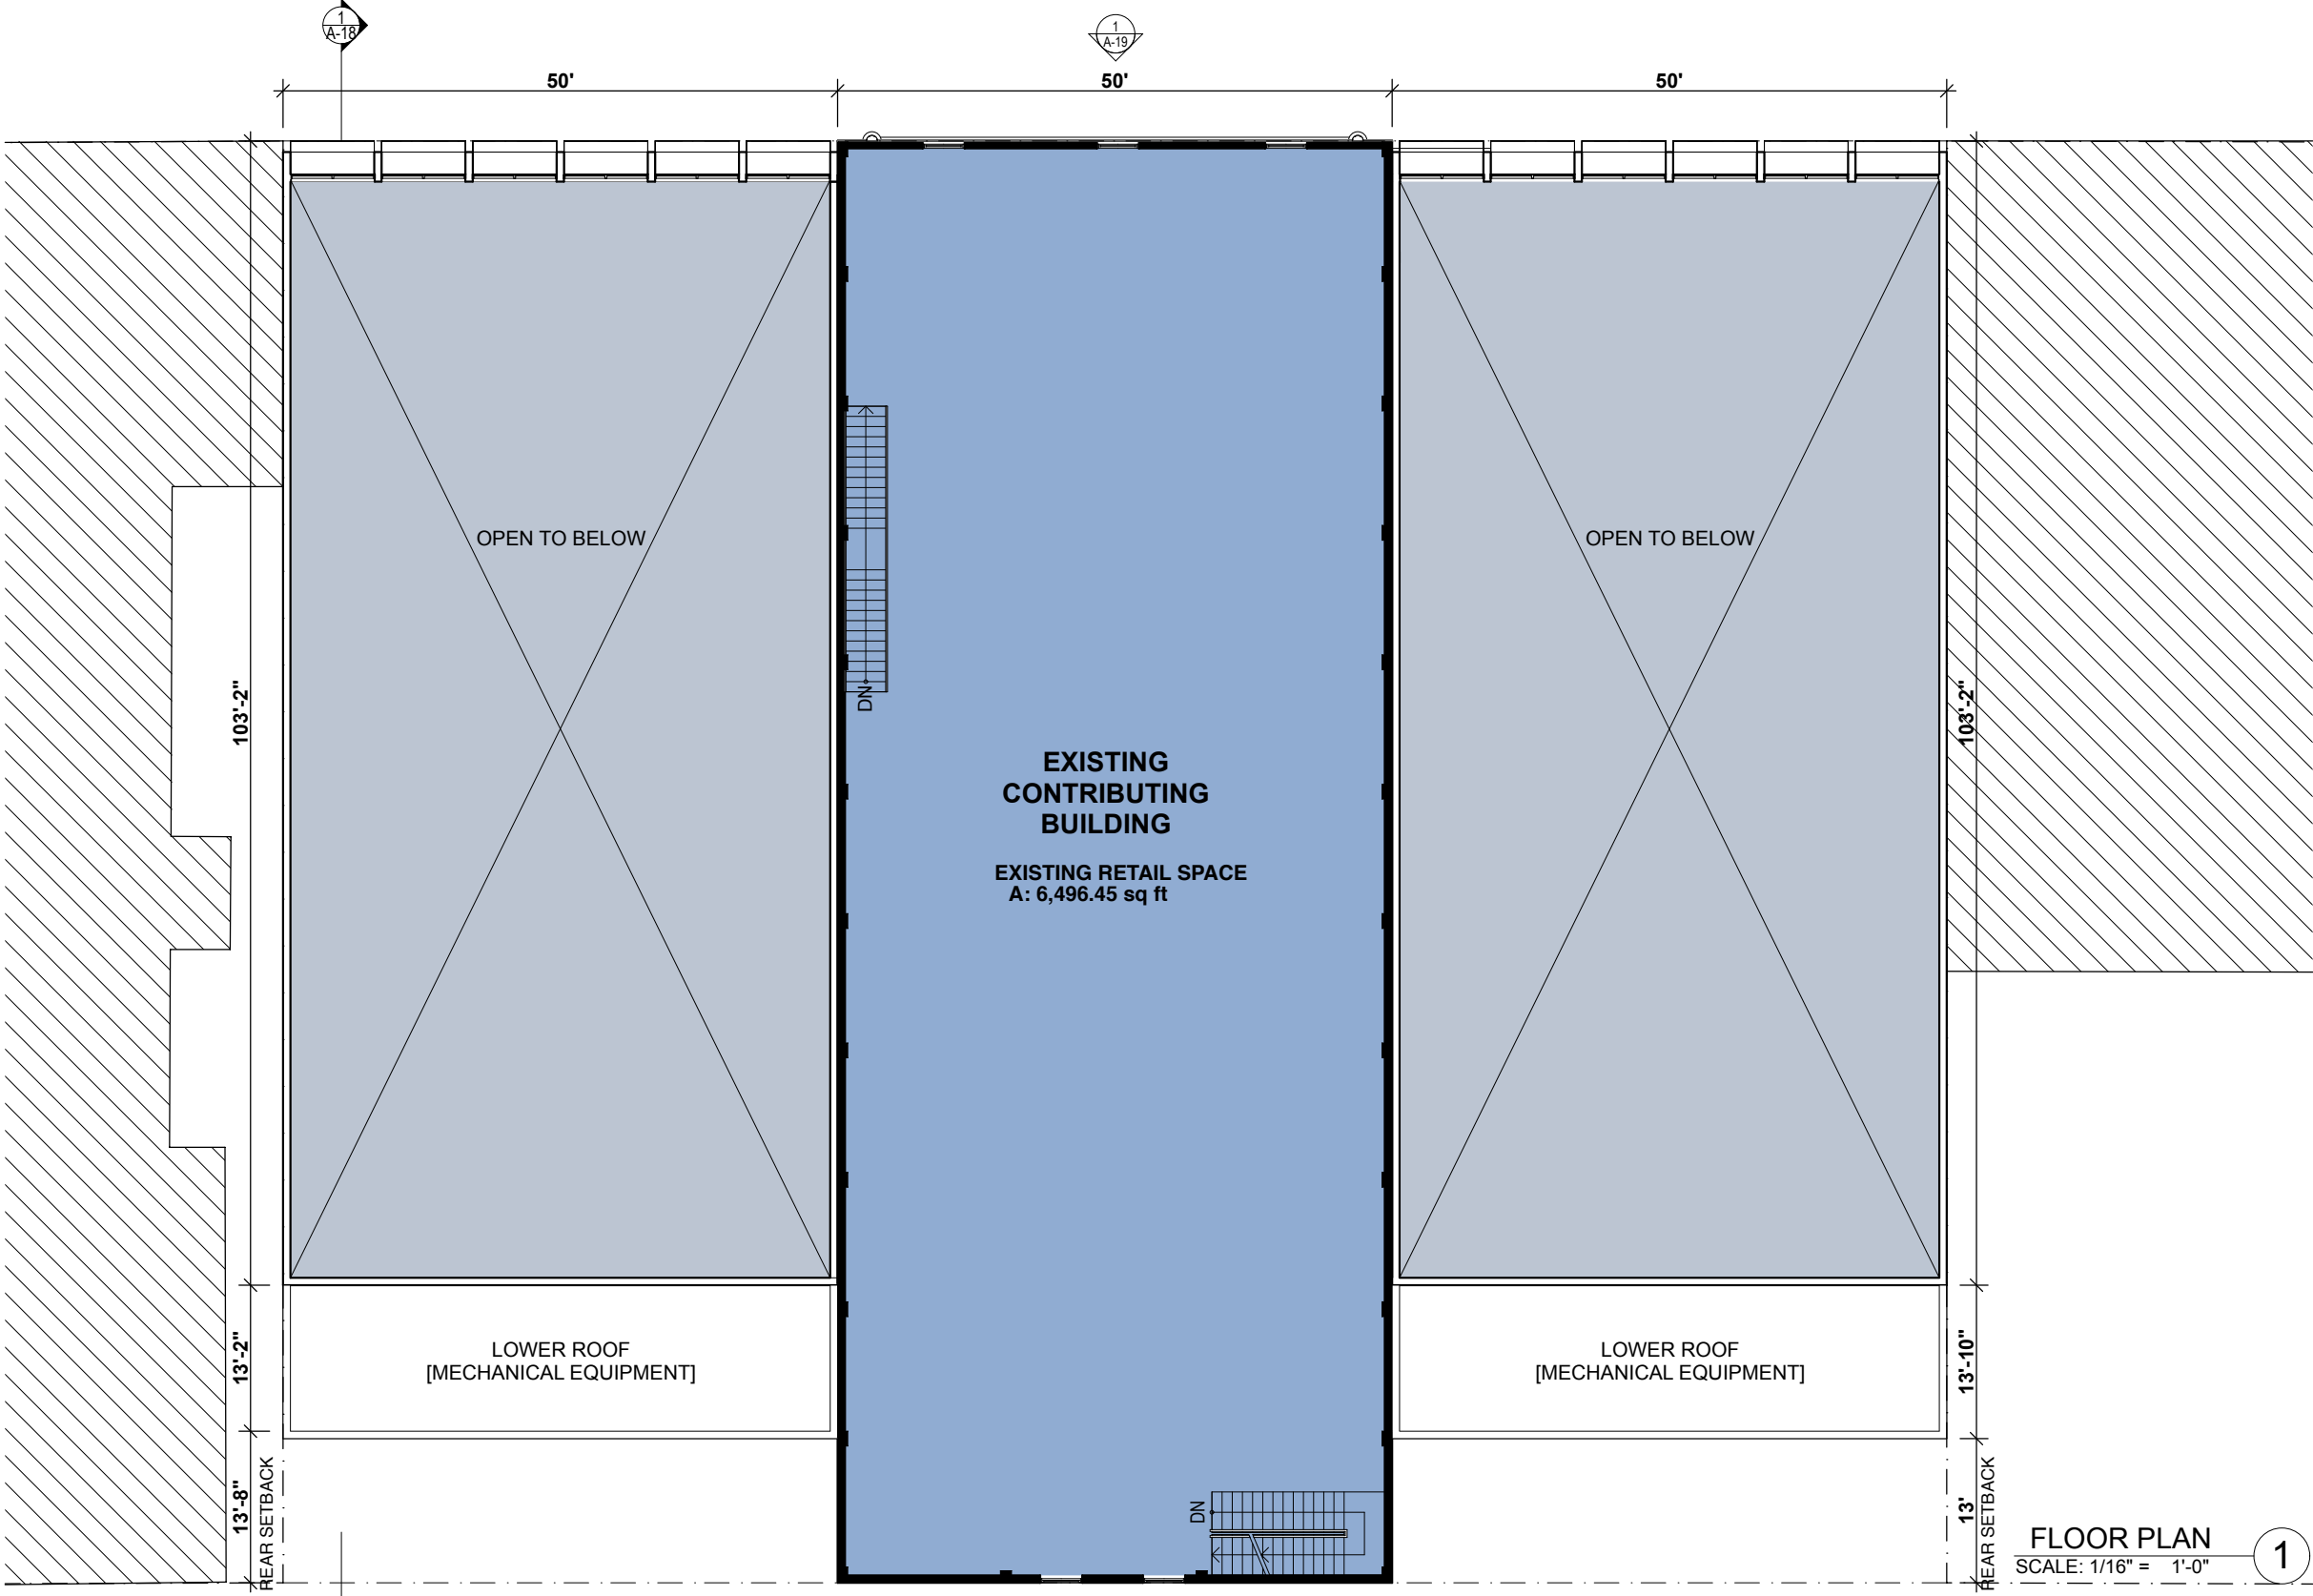 1
A-18
1
A-19
50'
50'
50'
OPEN TO BELOW
OPEN TO BELOW
103'-2"
DN
103'-2"
EXISTING
CONTRIBUTING
BUILDING
EXISTING RETAIL SPACE
A: 6,496.45 sq ft
13'-2"
LOWER ROOF
[MECHANICAL EQUIPMENT]
LOWER ROOF
[MECHANICAL EQUIPMENT]
13'-10"
13'-8"
REAR SETBACK
DN
13'
REAR SETBACK
FLOOR PLAN
SCALE: 1/16" = 1'-0"
1